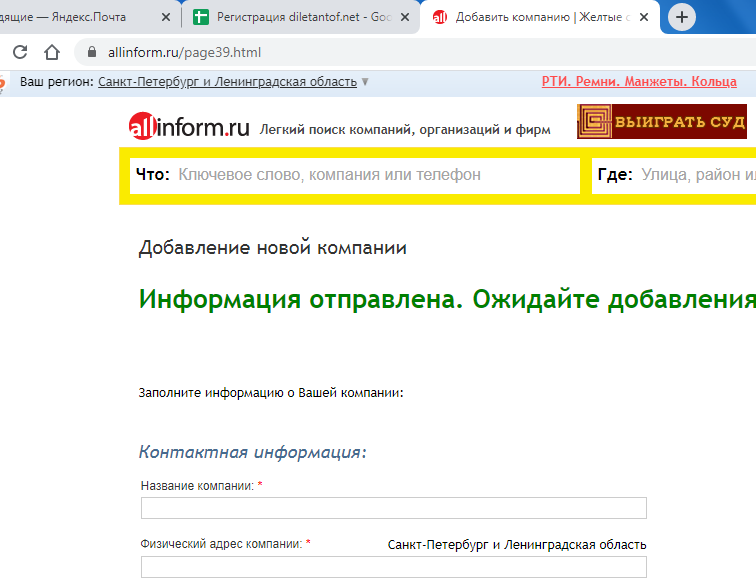 дящие — Яндекс.Почта
Регистрация diletantof.net - Goo
Добавить компанию | Желтые с
allinform.ru/page39.html
Ваш регион: Санкт-Петербург и Ленинградская область
РТИ. Ремни. Манжеты. Кольца
allinform.ru Легкий поиск компаний, организаций и фирм
ВЫИГРАТЬ СУД
Что: Ключевое слово, компания или телефон
Где: Улица, район и
Добавление новой компании
Информация отправлена. Ожидайте добавления
Заполните информацию о Вашей компании:
Контактная информация:
Название компании: *
Физический адрес компании: * Санкт-Петербург и Ленинградская область